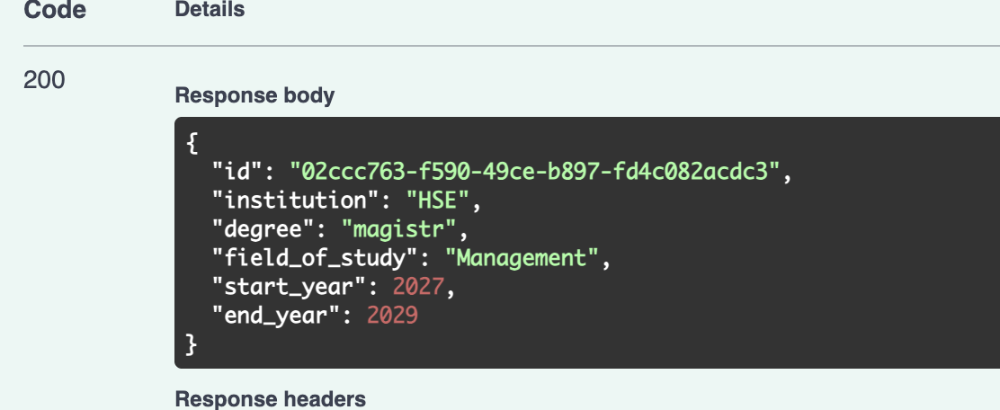 Code Details
200
Response body
{
"id": "02ccc763-f590-49ce-b897-fd4c082acdc3",
"institution": "HSE",
"degree": "magistr",
"field_of_study": "Management",
"start_year": 2027,
"end_year": 2029
}
Response headers